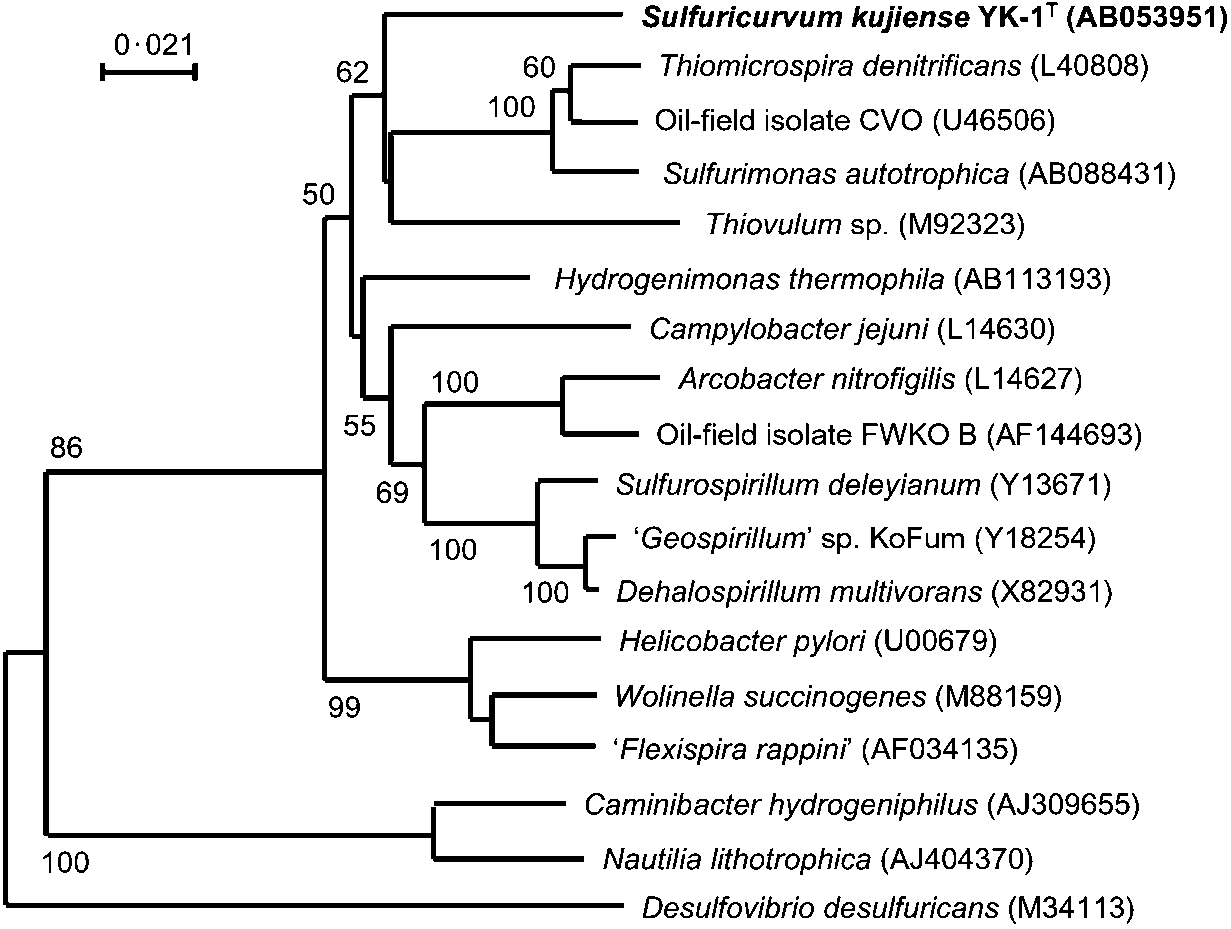 Sulfuricurvum kujiense YK-1ᵀ (AB053951)
0·021
62
60
Thiomicrospira denitrificans (L40808)
100
Oil-field isolate CVO (U46506)
Sulfurimonas autotrophica (AB088431)
50
Thiovulum sp. (M92323)
Hydrogenimonas thermophila (AB113193)
Campylobacter jejuni (L14630)
100
Arcobacter nitrofigilis (L14627)
55
Oil-field isolate FWKO B (AF144693)
86
69
Sulfurospirillum deleyianum (Y13671)
100
‘Geospirillum’ sp. KoFum (Y18254)
100
Dehalospirillum multivorans (X82931)
Helicobacter pylori (U00679)
99
Wolinella succinogenes (M88159)
‘Flexispira rappini’ (AF034135)
Caminibacter hydrogeniphilus (AJ309655)
100
Nautilia lithotrophica (AJ404370)
Desulfovibrio desulfuricans (M34113)